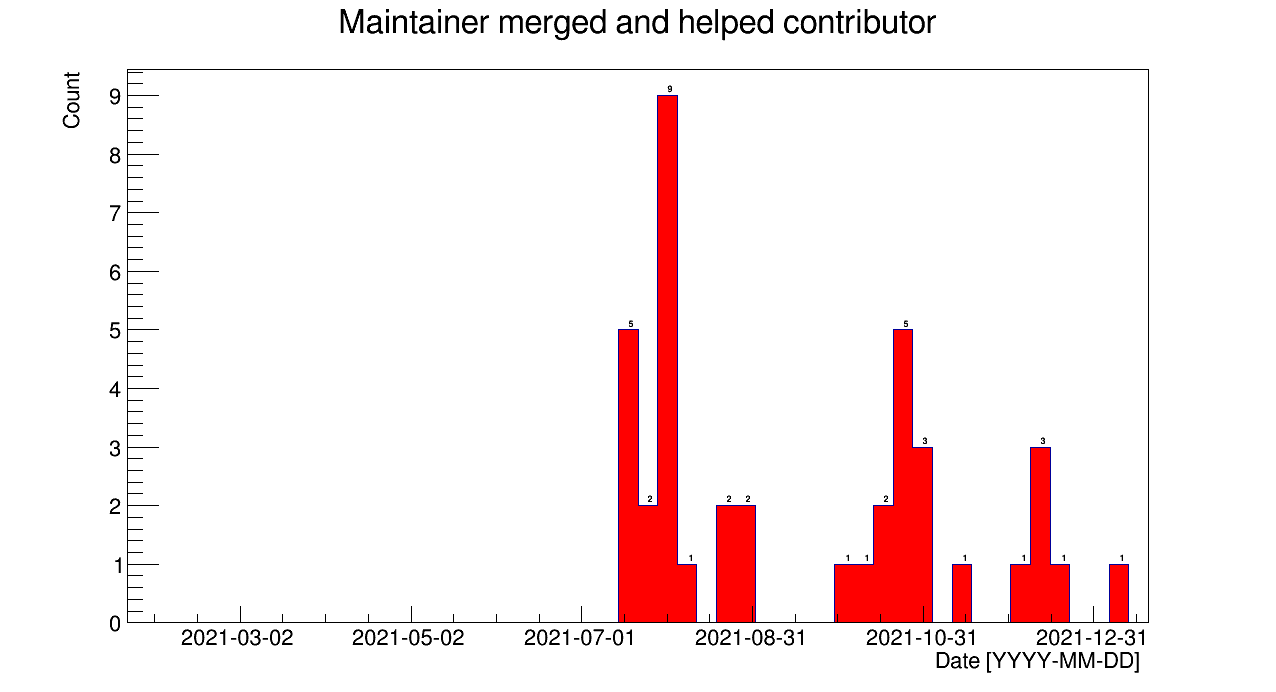 Maintainer merged and helped contributor
Count
9
8
7
6
5
4
3
2
1
0
5 2 9 1 2 2 1 1 2 5 3 1 1 3 1 1
2021-03-02 2021-05-02 2021-07-01 2021-08-31 2021-10-31 2021-12-31
Date [YYYY-MM-DD]